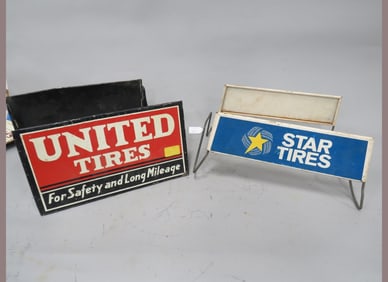 UNITED
TIRES
For Safety and Long Mileage
STAR
TIRES